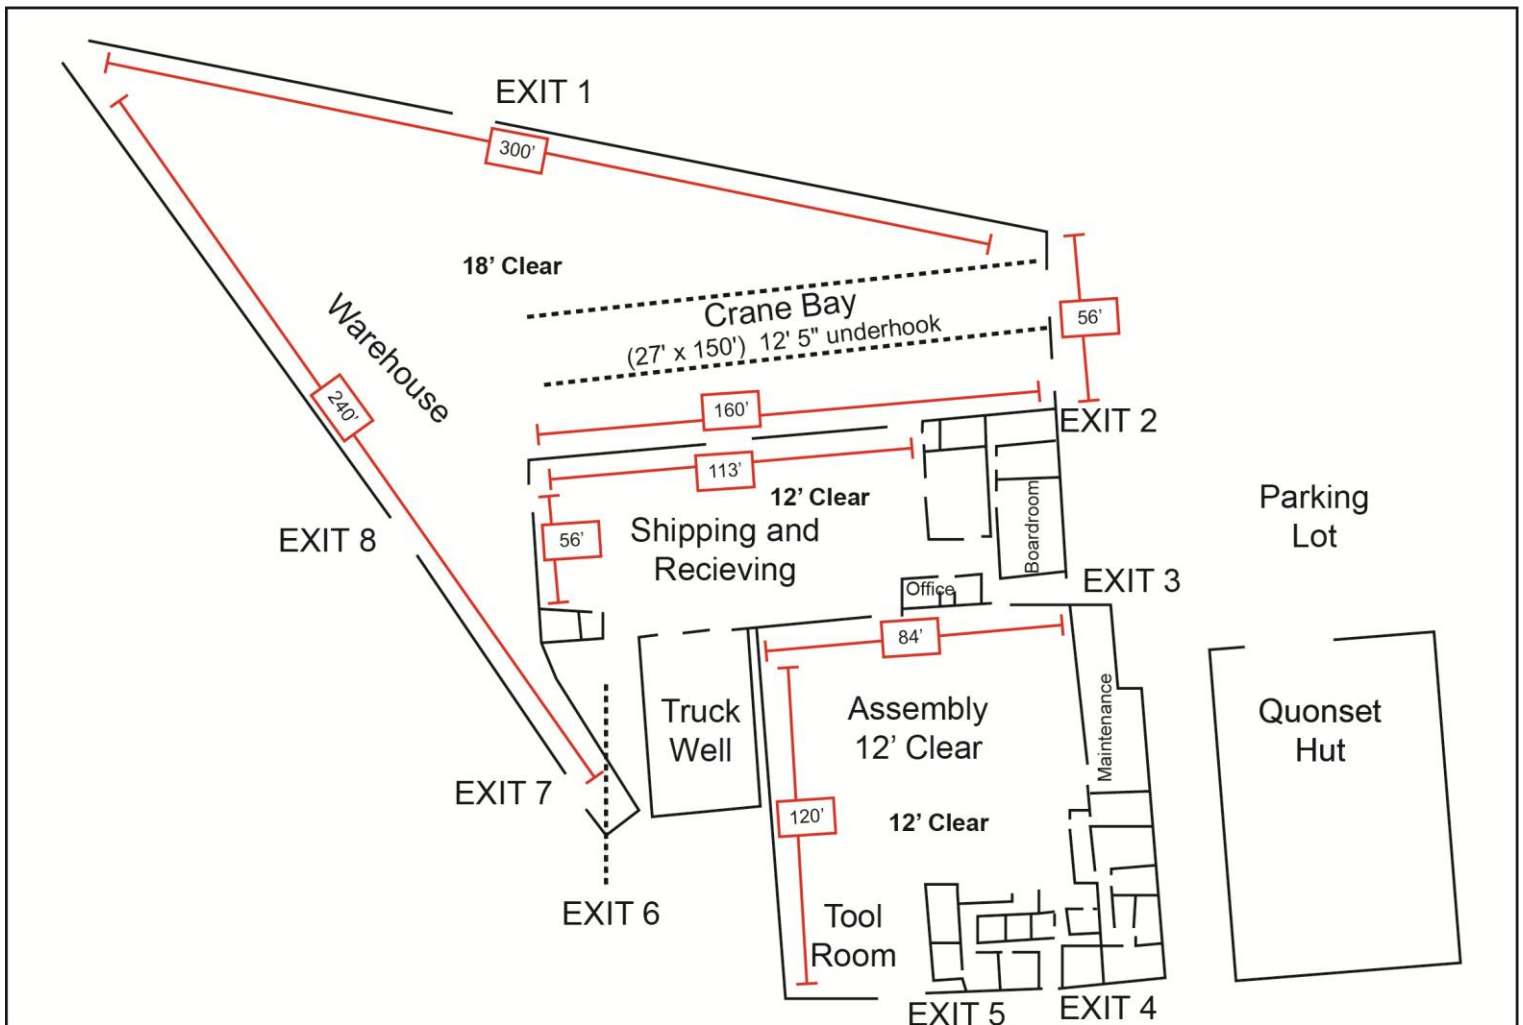 EXIT 1
300’
18’ Clear
Crane Bay
(27' x 150') 12' 5" underhook
56’
Warehouse
240’
160’
EXIT 2
113’
12’ Clear
Shipping and
Recieving
56’
Boardroom
Parking
Lot
EXIT 8
Office
EXIT 3
84’
Truck
Well
Assembly
12’ Clear
Maintenance
Quonset
Hut
EXIT 7
120’
12’ Clear
EXIT 6
Tool
Room
EXIT 5
EXIT 4